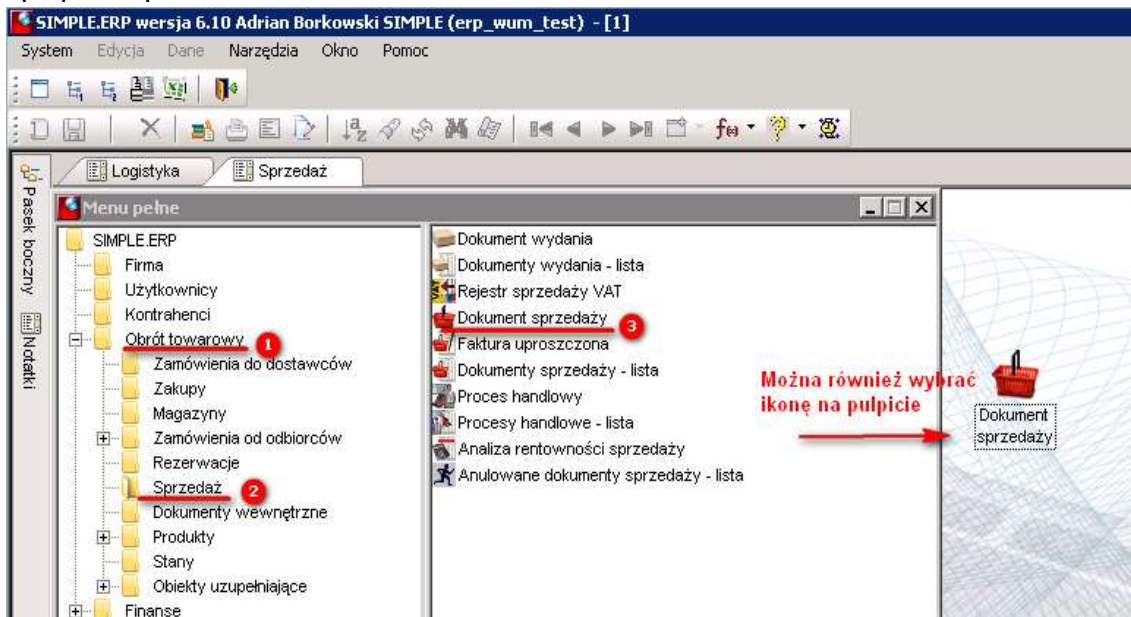 SIMPLE.ERP wersja 6.10 Adrian Borkowski SIMPLE (erp_wum_test) - [1]
System Edycja Dane Narzędzia Okno Pomoc
Logistyka Sprzedaż
Pasek boczny
Notatki
Menu pełne
SIMPLE.ERP
Firma
Użytkownicy
Kontrahenci
Obrót towarowy 1
Zamówienia do dostawców
Zakupy
Magazyny
Zamówienia od odbiorców
Rezerwacje
Sprzedaż 2
Dokumenty wewnętrzne
Produkty
Stany
Obiekty uzupełniające
Finanse
Dokument wydania
Dokumenty wydania - lista
Rejestr sprzedaży VAT
Dokument sprzedaży 3
Faktura uproszczona
Dokumenty sprzedaży - lista
Proces handlowy
Procesy handlowe - lista
Analiza rentowności sprzedaży
Anulowane dokumenty sprzedaży - lista
Można również wybrać
ikonę na pulpicie
Dokument
sprzedaży